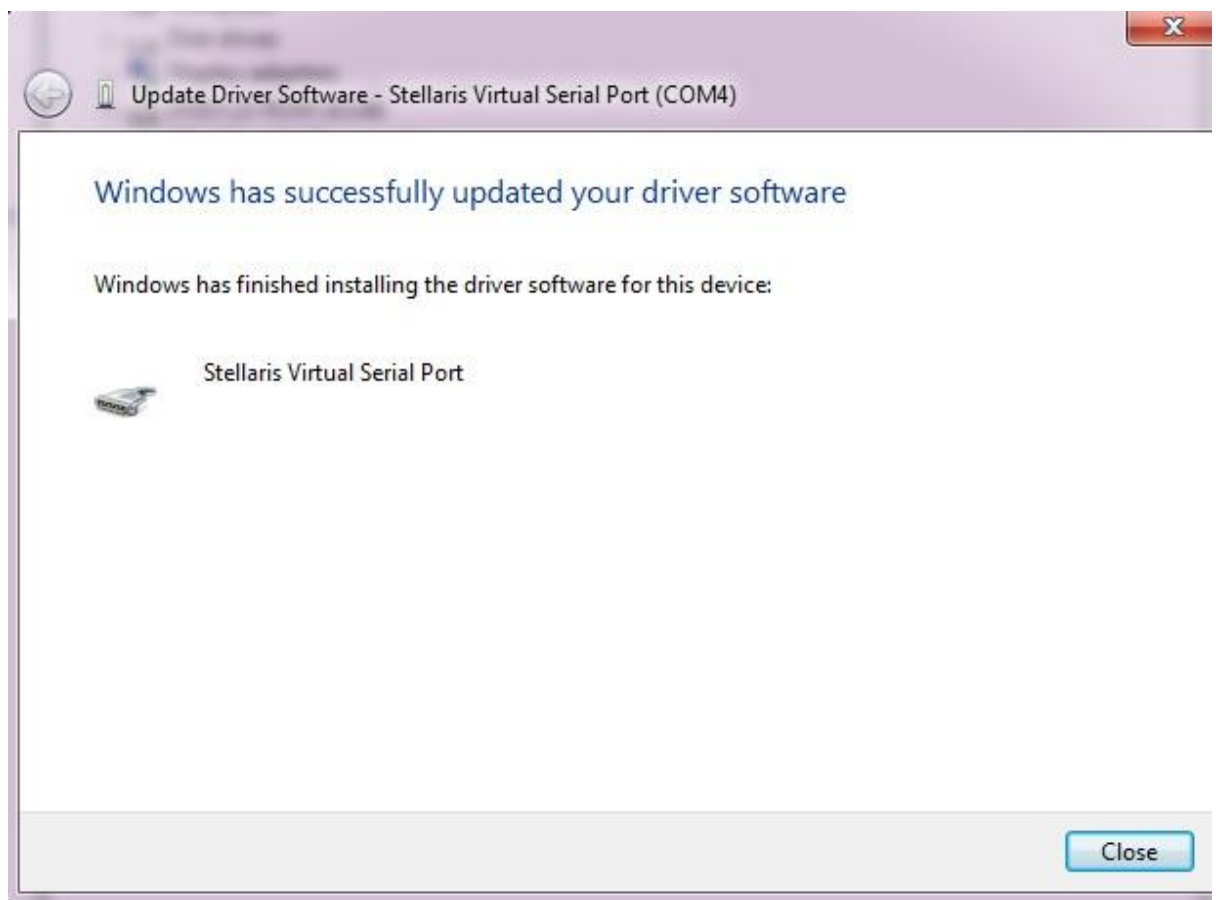 Update Driver Software - Stellaris Virtual Serial Port (COM4)
Windows has successfully updated your driver software
Windows has finished installing the driver software for this device:
Stellaris Virtual Serial Port
Close